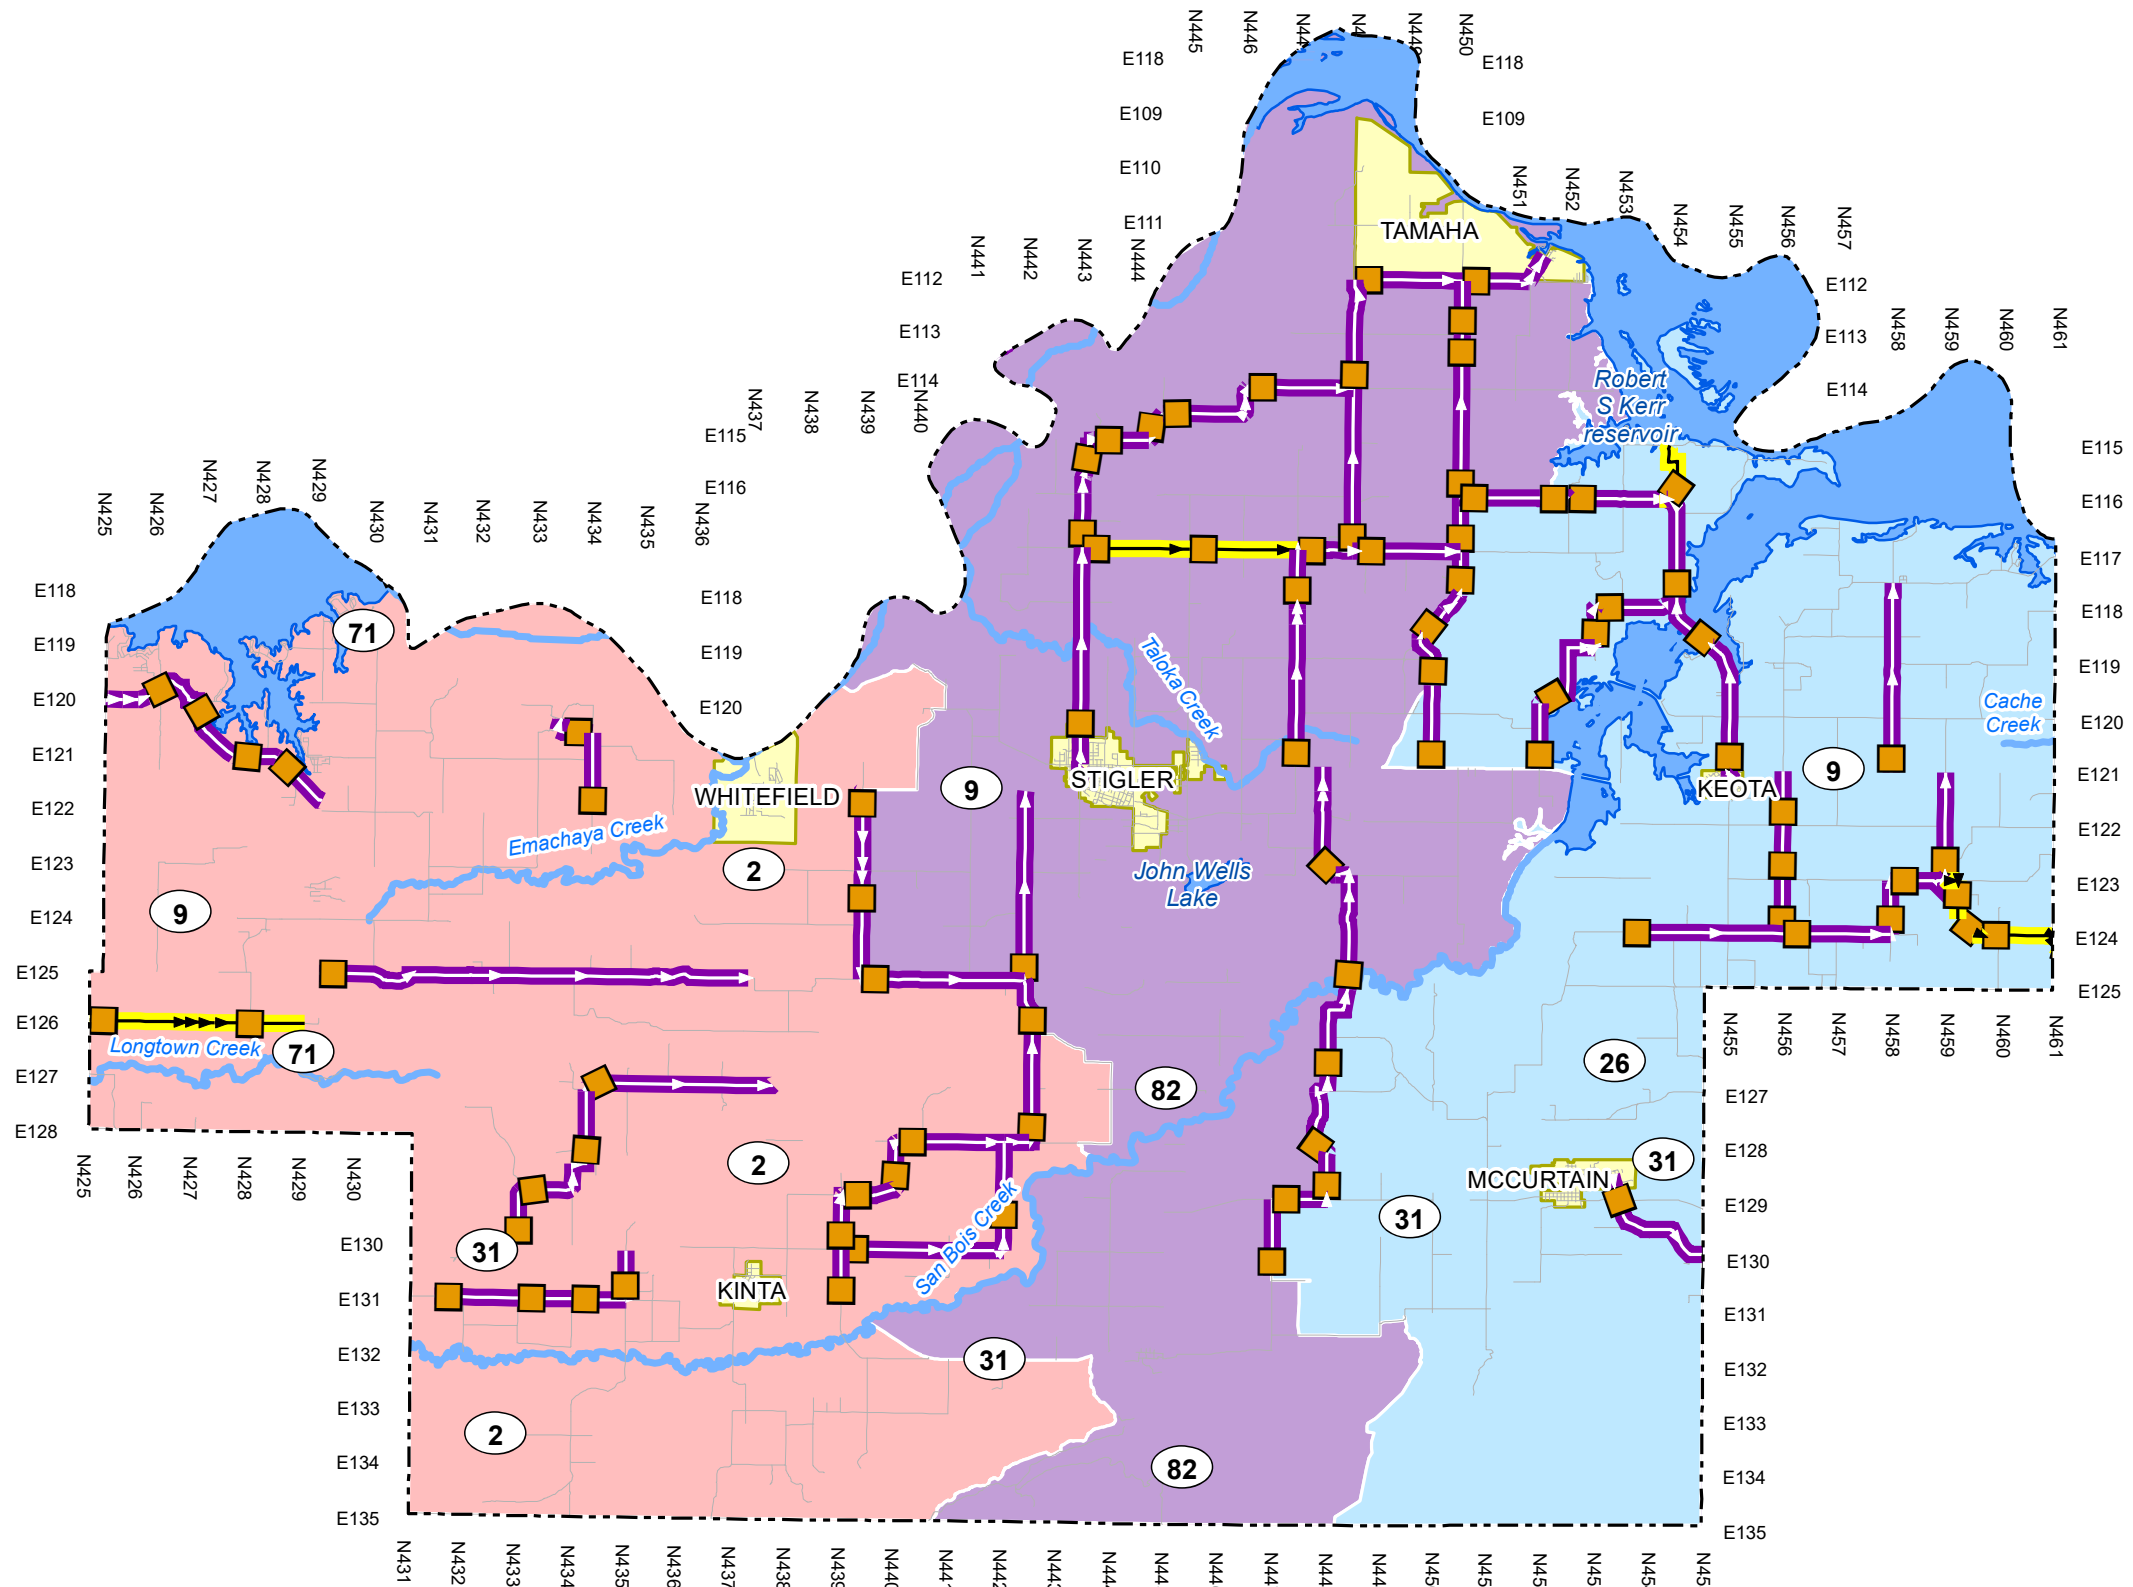 N445
N446
N450
E118
E118
E109
E109
E110
E111
N451
N452
N453
N454
N455
N456
N457
TAMAHA
N441
N442
N443
N444
E112
E112
E113
E113
N458
N459
N460
N461
E114
E114
Robert
S Kerr
reservoir
N437
N438
N439
N440
E115
E115
E116
E116
N425
N426
N427
N428
N429
N430
N431
N432
N433
N434
N435
N436
E117
E118
E118
E118
71
E119
E119
E119
Taloka Creek
E120
E120
E120
Cache
Creek
E121
E121
STIGLER
9
9
KEOTA
WHITEFIELD
E122
E122
Emachaya Creek
2
John Wells
Lake
E123
E123
9
E124
E124
E125
E125
E126
Longtown Creek
71
N455
N456
N457
N458
N459
N460
N461
26
E127
E127
82
E128
E128
N425
N426
N427
N428
N429
N430
2
MCCURTAIN
31
E129
31
San Bois Creek
E130
31
E130
KINTA
E131
E131
E132
31
E132
E133
2
E133
E134
82
E134
E135
E135
N431
N432
N433
N434
N435
N436
N437
N438
N439